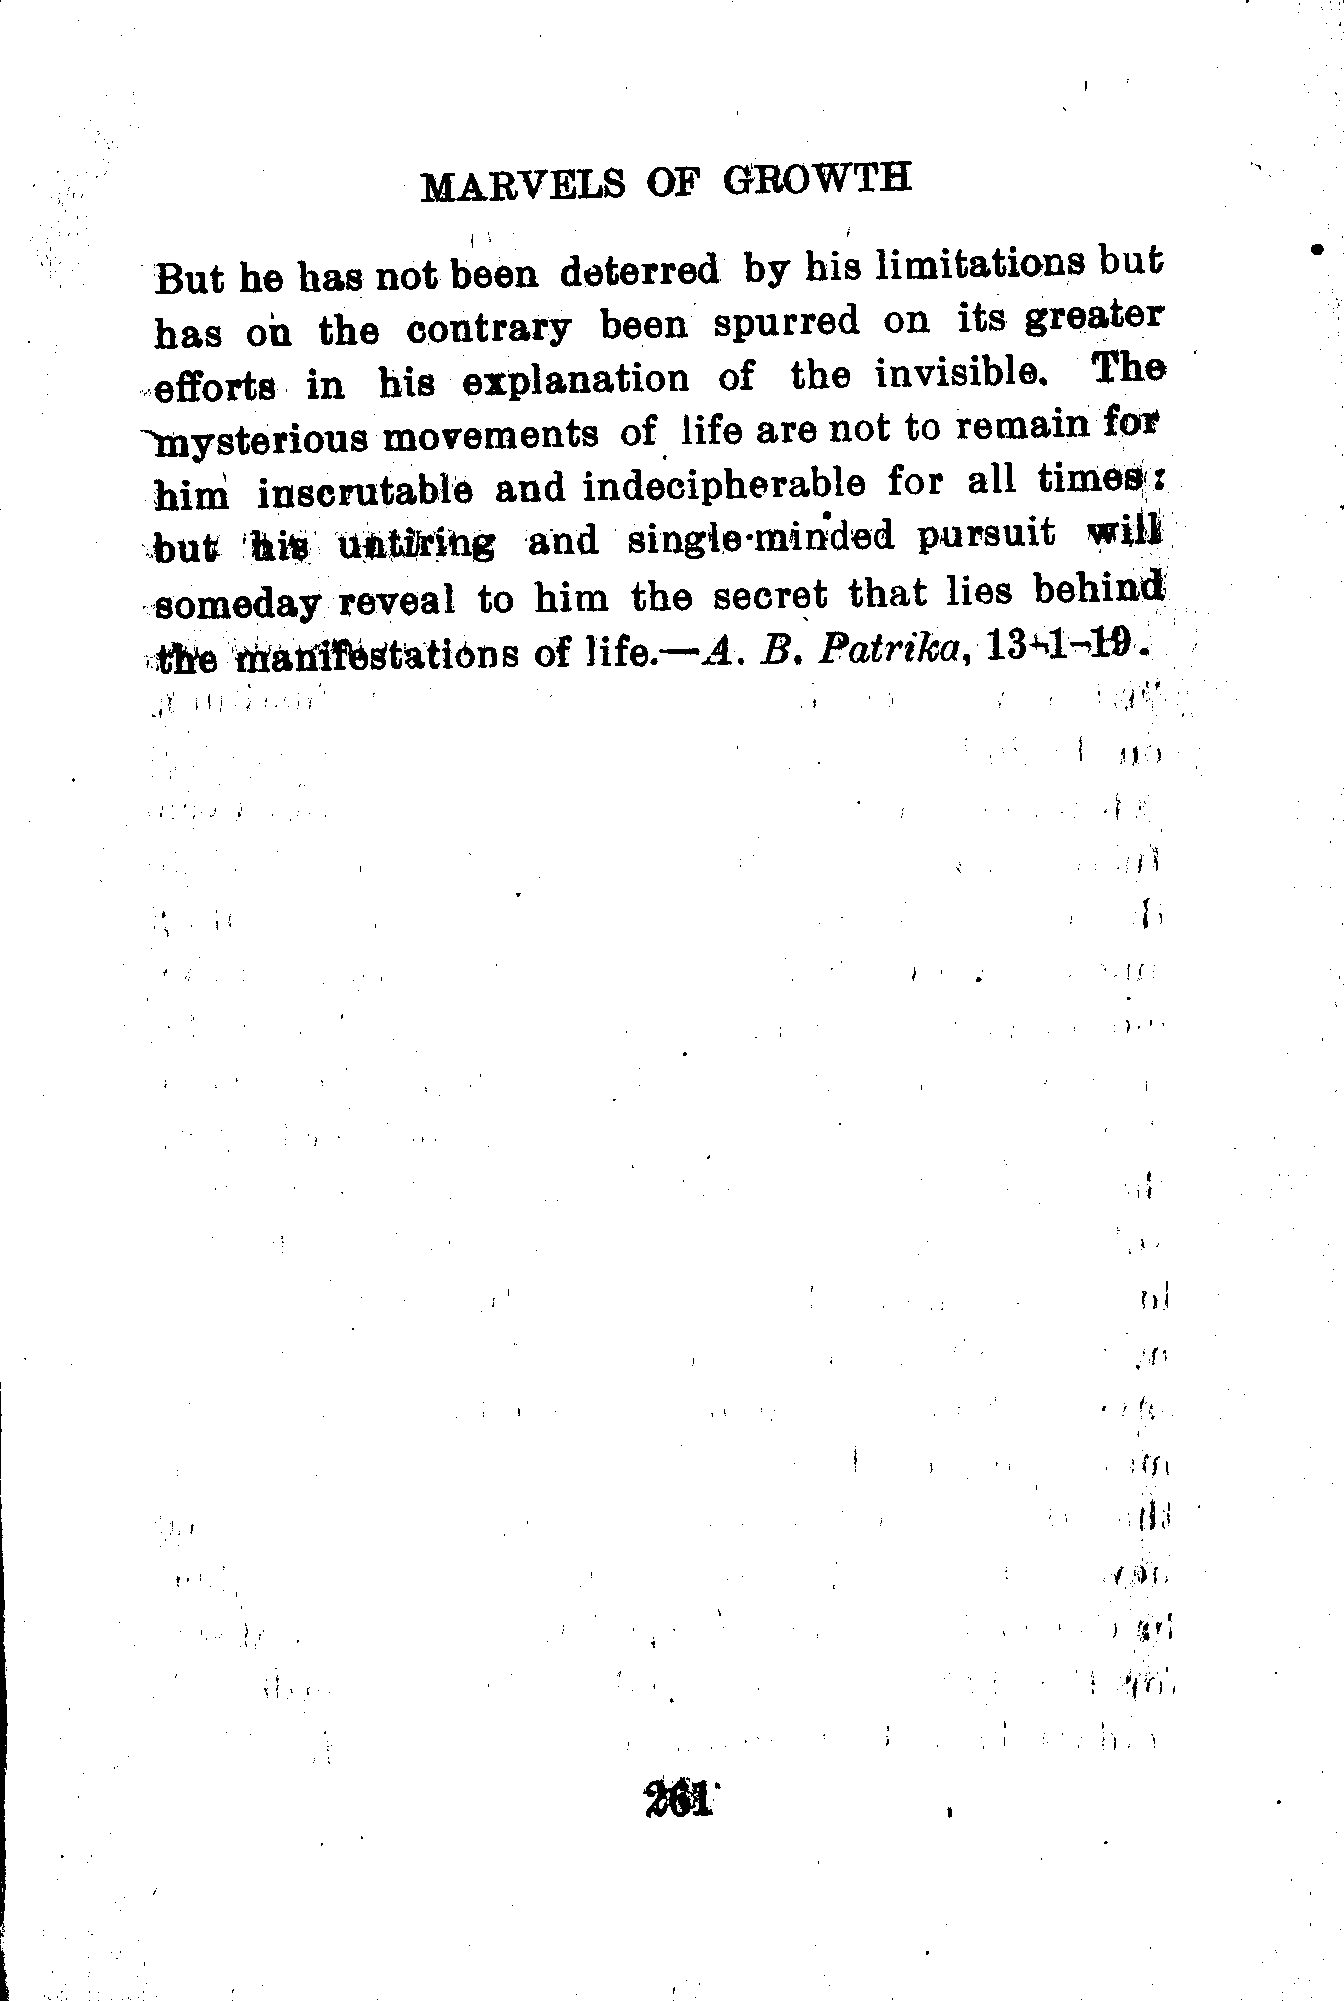 MARVELS OF GROWTH
But he has not been deterred by his limitations but
has on the contrary been spurred on its greater
efforts in his explanation of the invisible. The
mysterious movements of life are not to remain for
him inscrutable and indecipherable for all times:
but his untiring and single-minded pursuit will
someday reveal to him the secret that lies behind
the manifestations of life.—A. B. Patrika, 13-1-19.
261